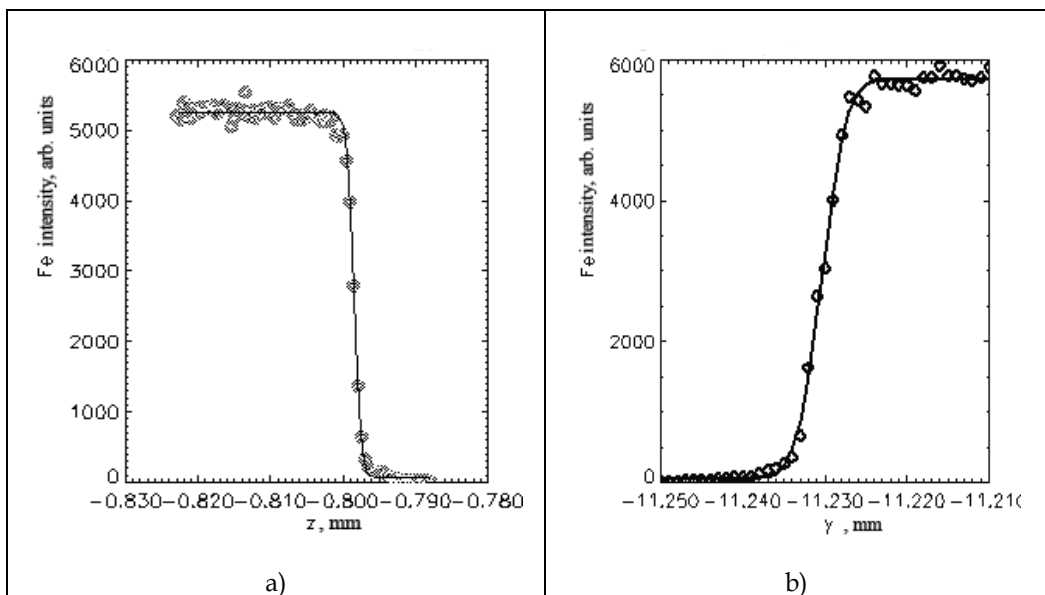 6000
5000
4000
3000
2000
1000
0
Fe intensity, arb. units
-0.830-0.820-0.810-0.800-0.790-0.780
z , mm
a)
6000
4000
2000
0
Fe intensity, arb. units
-11.250 -11.240 -11.230 -11.220 -11.210
y , mm
b)